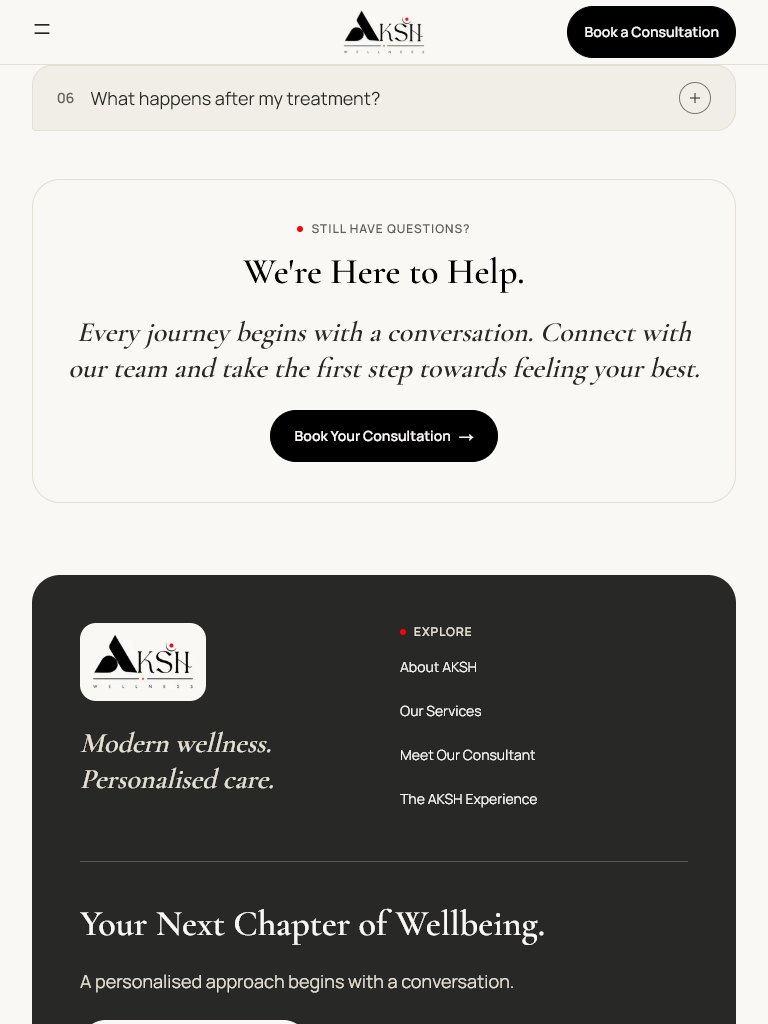 AKSH
WELLNESS
Book a Consultation
06 What happens after my treatment?
STILL HAVE QUESTIONS?
We're Here to Help.
Every journey begins with a conversation. Connect with
our team and take the first step towards feeling your best.
Book Your Consultation →
AKSH
WELLNESS
Modern wellness.
Personalised care.
EXPLORE
About AKSH
Our Services
Meet Our Consultant
The AKSH Experience
Your Next Chapter of Wellbeing.
A personalised approach begins with a conversation.